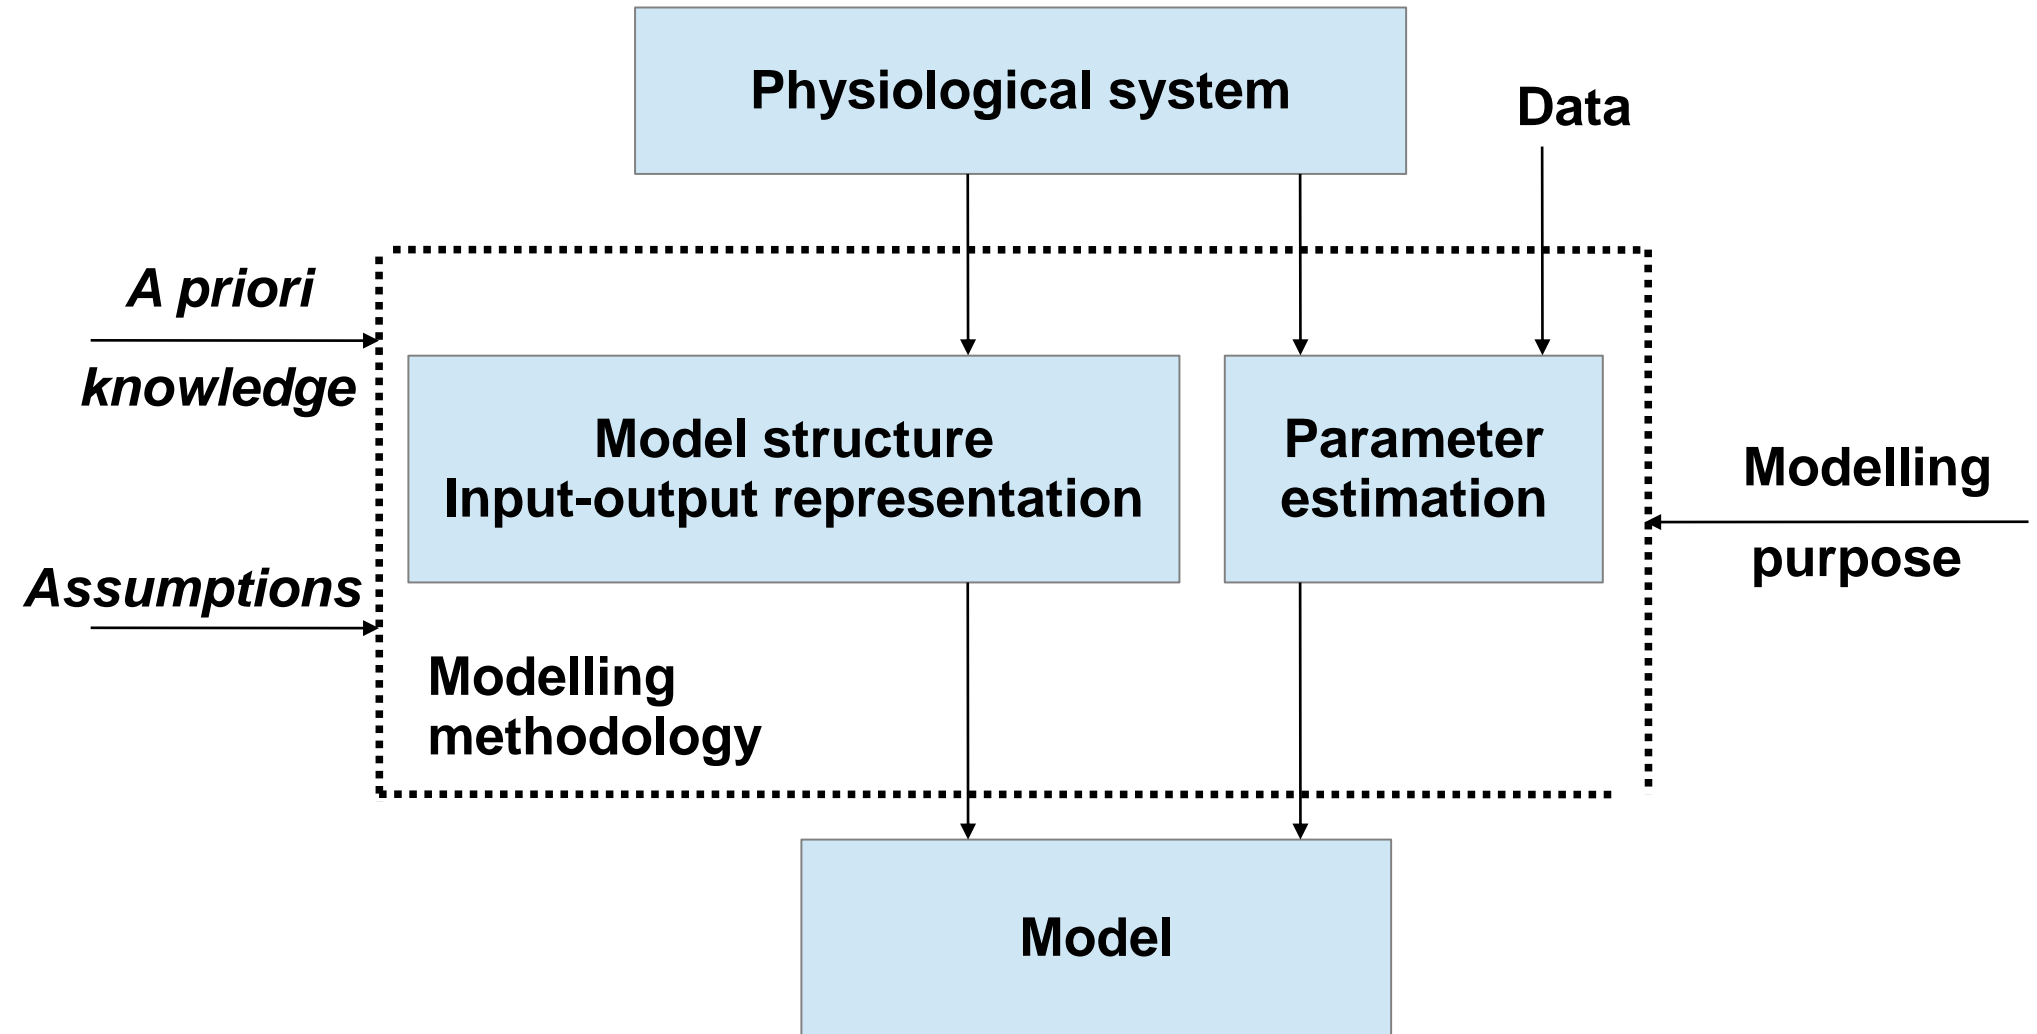 Physiological system
Data
A priori
knowledge
Model structure
Input-output representation
Parameter
estimation
Modelling
purpose
Assumptions
Modelling
methodology
Model